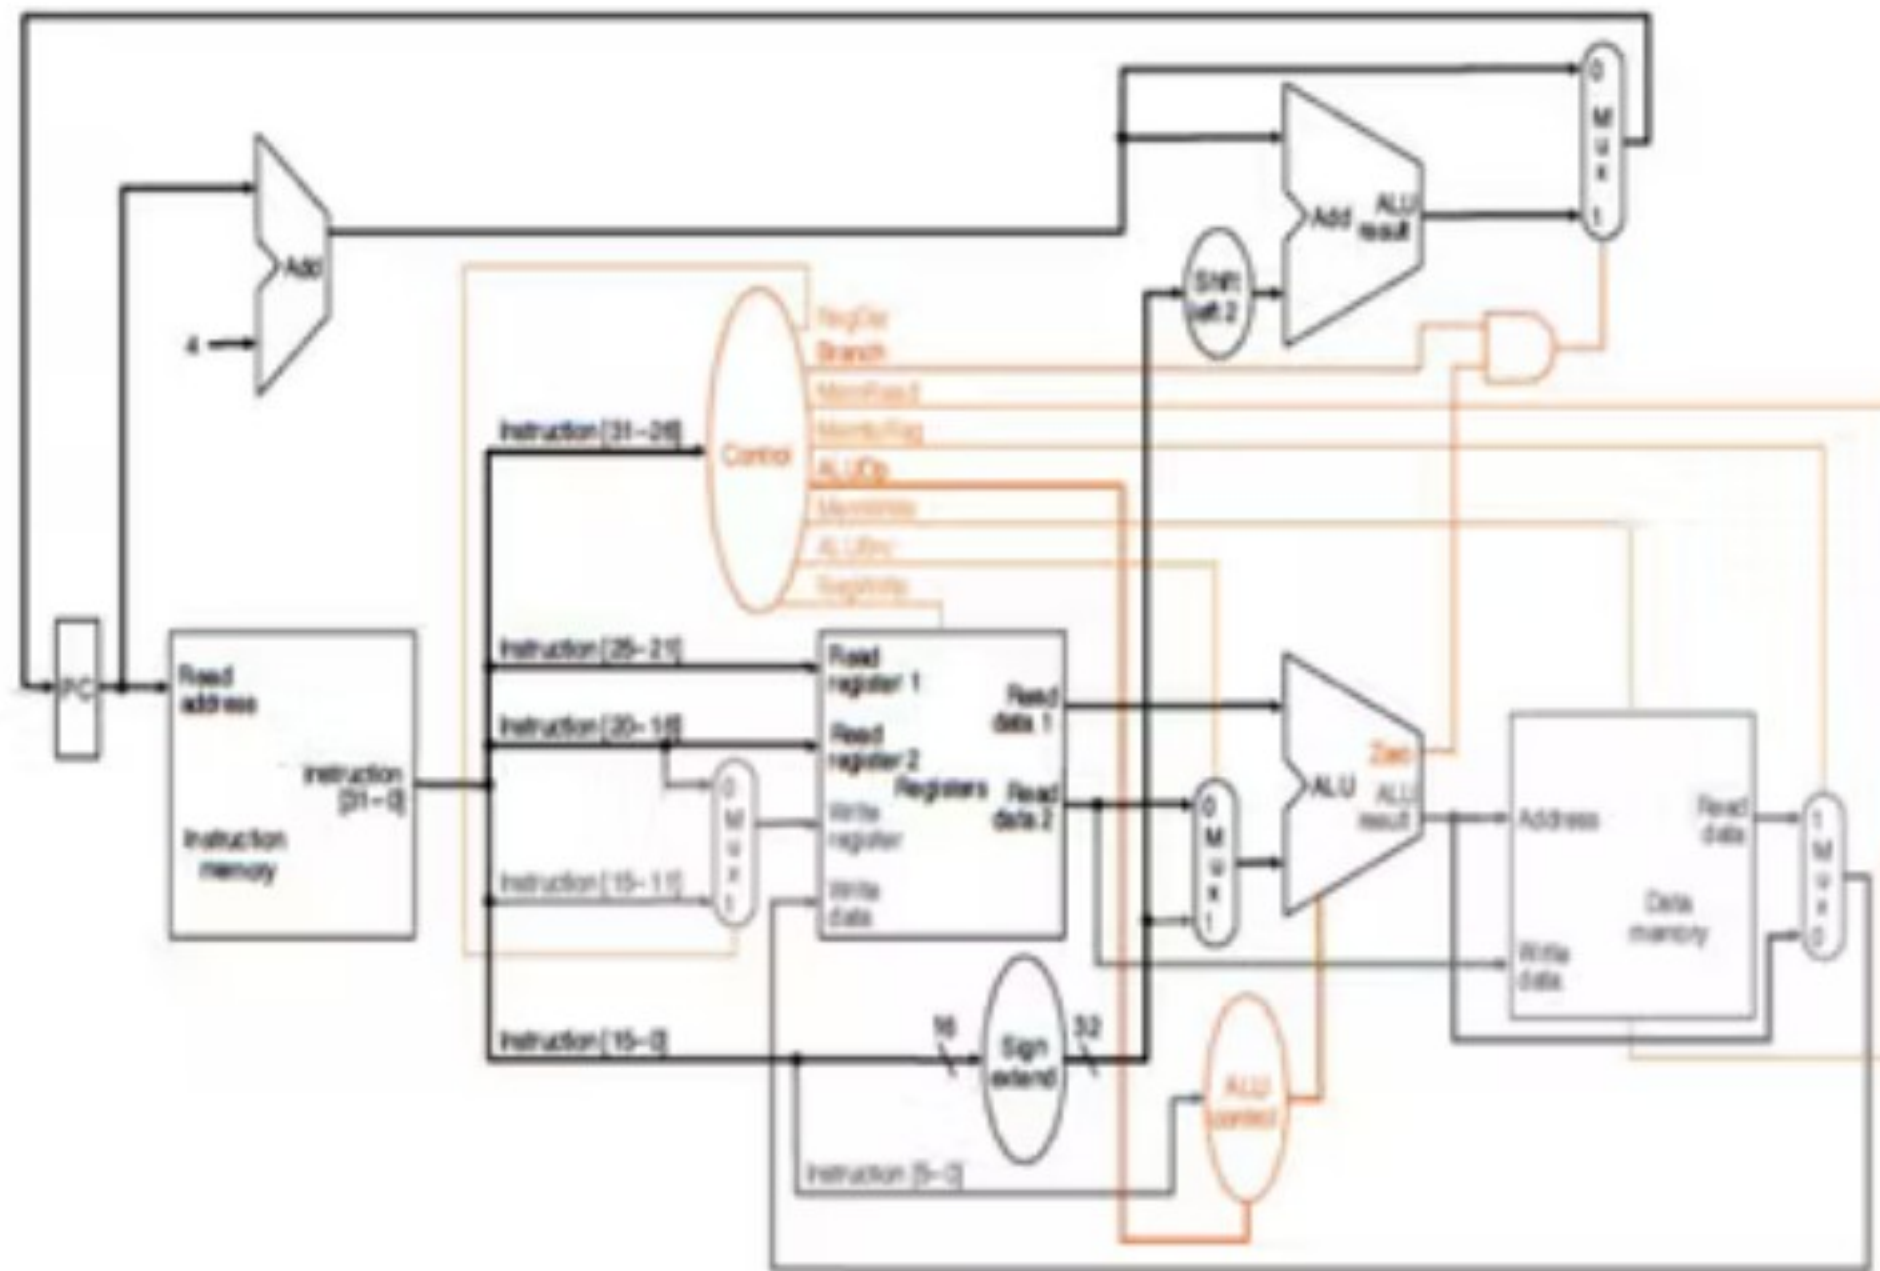 0
M
u
x
1
Add
ALU
result
Add
Shift
left 2
4
RegDst
Branch
MemRead
MemtoReg
ALUOp
MemWrite
ALUSrc
RegWrite
Instruction [31–26]
Control
Instruction [25–21]
Read
register 1
Read
data 1
PC
Read
address
Instruction [20–16]
Read
register 2
Registers
Read
data 2
Instruction
[31–0]
Instruction
memory
0
M
u
x
1
Write
register
Instruction [15–11]
Write
data
0
M
u
x
1
Zero
ALU
ALU
result
Address
Read
data
Data
memory
Write
data
1
M
u
x
0
Instruction [15–0]
16
Sign
extend
32
ALU
control
Instruction [5–0]